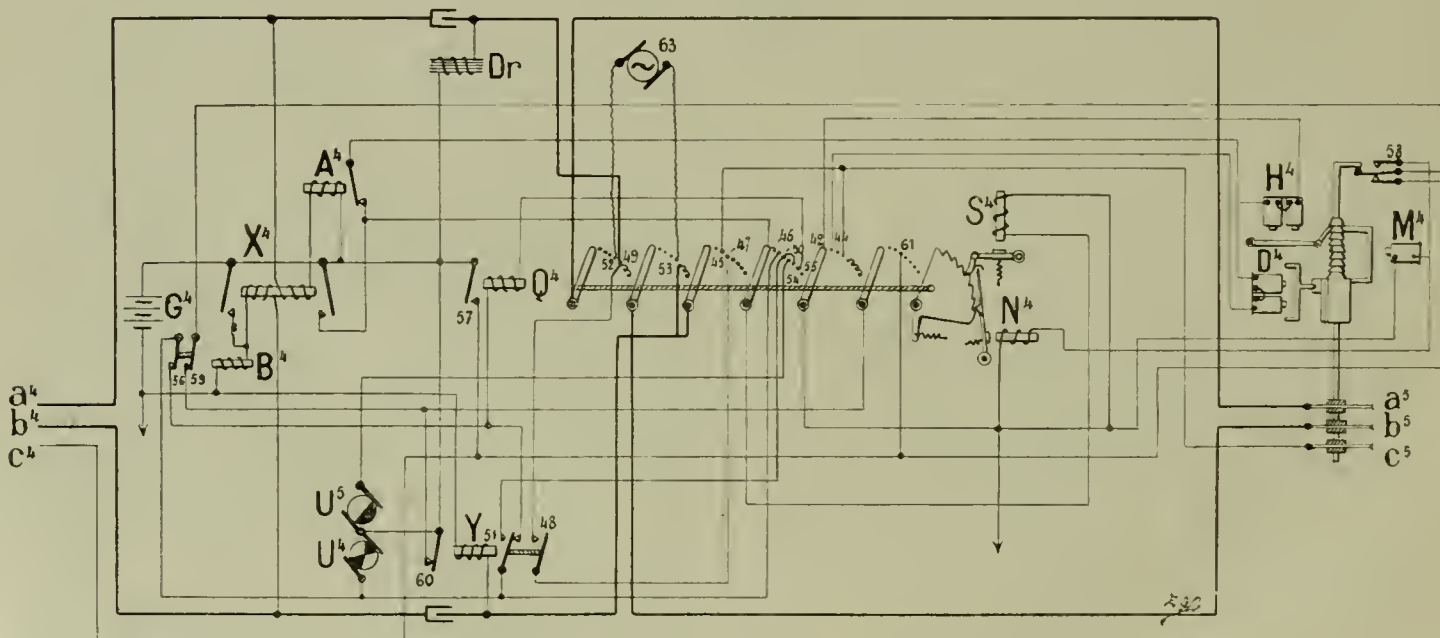 Dr
63
A⁴
X⁴
G⁴
B⁴
56
59
a⁴
b⁴
c⁴
57
Q⁴
52
49
53
45
47
46
54
55
42
44
61
S⁴
N⁴
H⁴
58
M⁴
D⁴
a⁵
b⁵
c⁵
U⁵
U⁴
60
Y
51
48